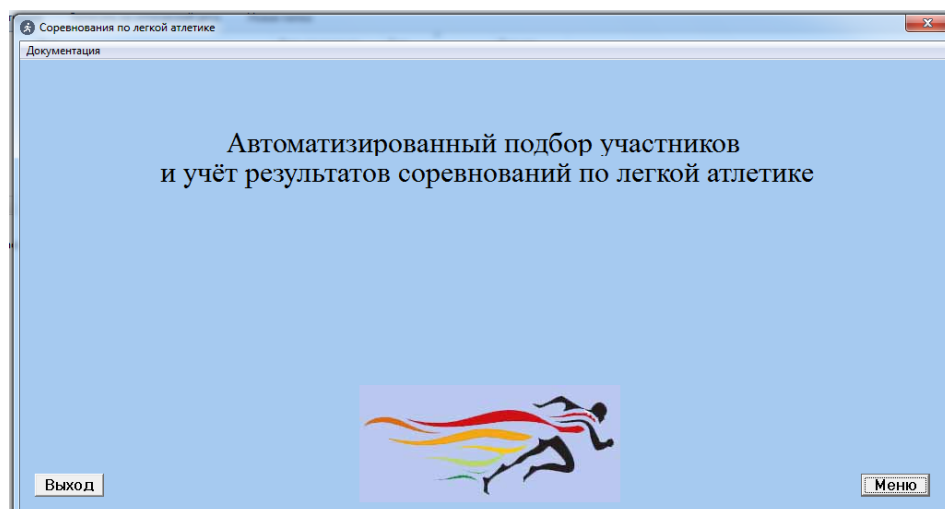 Соревнования по легкой атлетике
Документация
Автоматизированный подбор участников
и учёт результатов соревнований по легкой атлетике
Выход
Меню